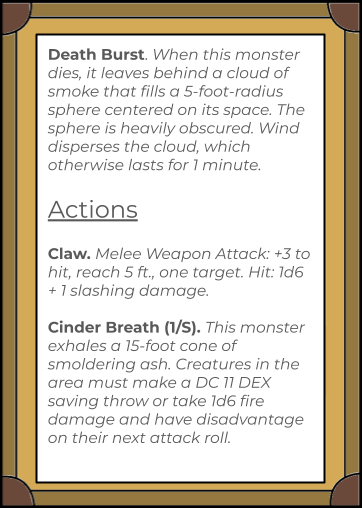 Death Burst. When this monster
dies, it leaves behind a cloud of
smoke that fills a 5-foot-radius
sphere centered on its space. The
sphere is heavily obscured. Wind
disperses the cloud, which
otherwise lasts for 1 minute.
Actions
Claw. Melee Weapon Attack: +3 to
hit, reach 5 ft., one target. Hit: 1d6
+ 1 slashing damage.
Cinder Breath (1/S). This monster
exhales a 15-foot cone of
smoldering ash. Creatures in the
area must make a DC 11 DEX
saving throw or take 1d6 fire
damage and have disadvantage
on their next attack roll.